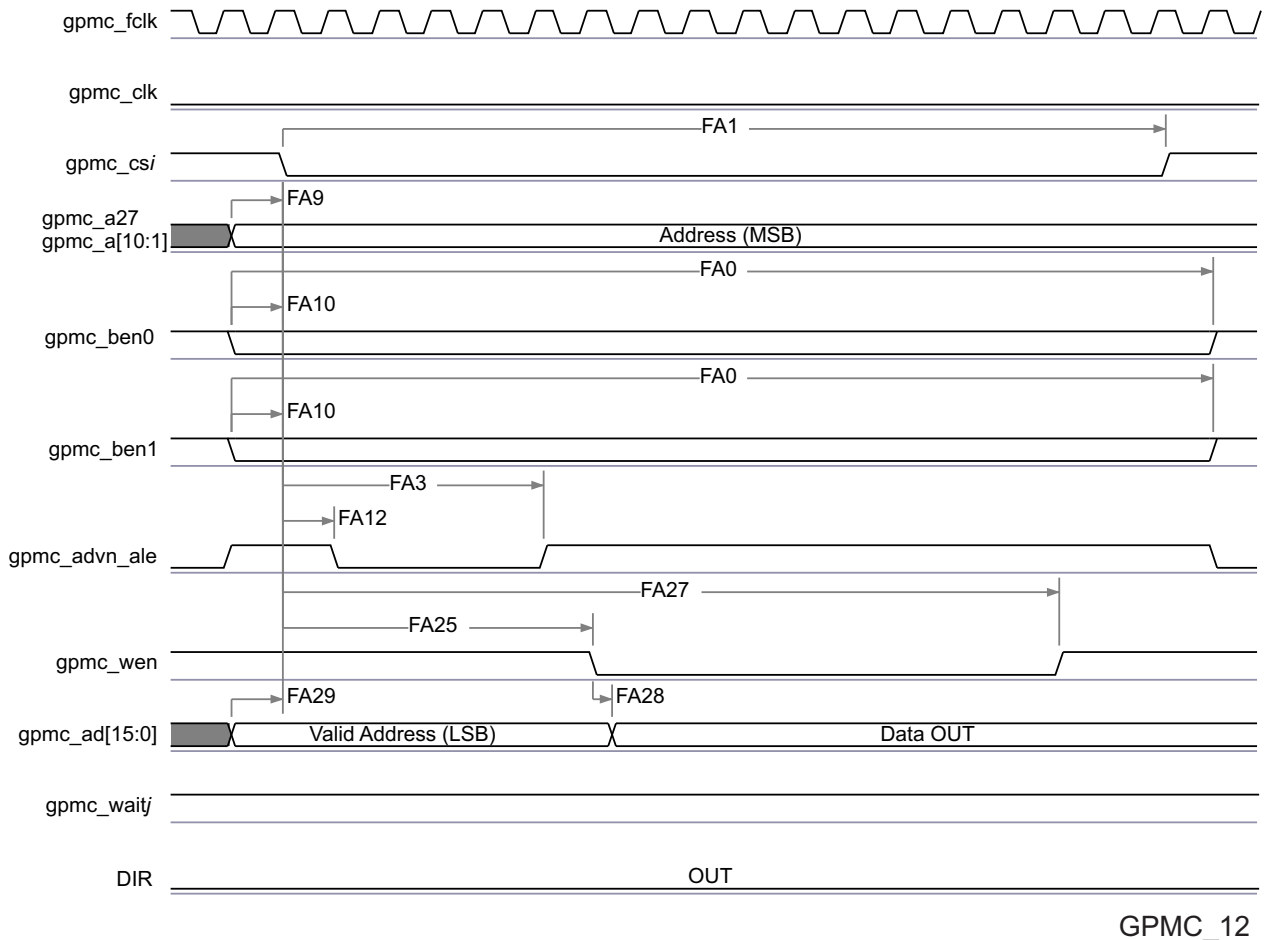 gpmc_fclk
gpmc_clk
FA1
gpmc_csi
FA9
gpmc_a27
gpmc_a[10:1]
Address (MSB)
FA0
FA10
gpmc_ben0
FA0
FA10
gpmc_ben1
FA3
FA12
gpmc_advn_ale
FA27
FA25
gpmc_wen
FA29
FA28
gpmc_ad[15:0]
Valid Address (LSB)
Data OUT
gpmc_waitj
DIR
OUT
GPMC_12